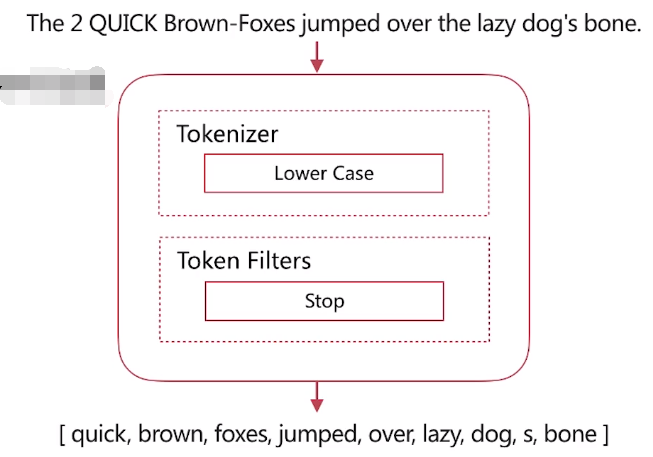 The 2 QUICK Brown-Foxes jumped over the lazy dog's bone.
Tokenizer
Lower Case
Token Filters
Stop
[ quick, brown, foxes, jumped, over, lazy, dog, s, bone ]